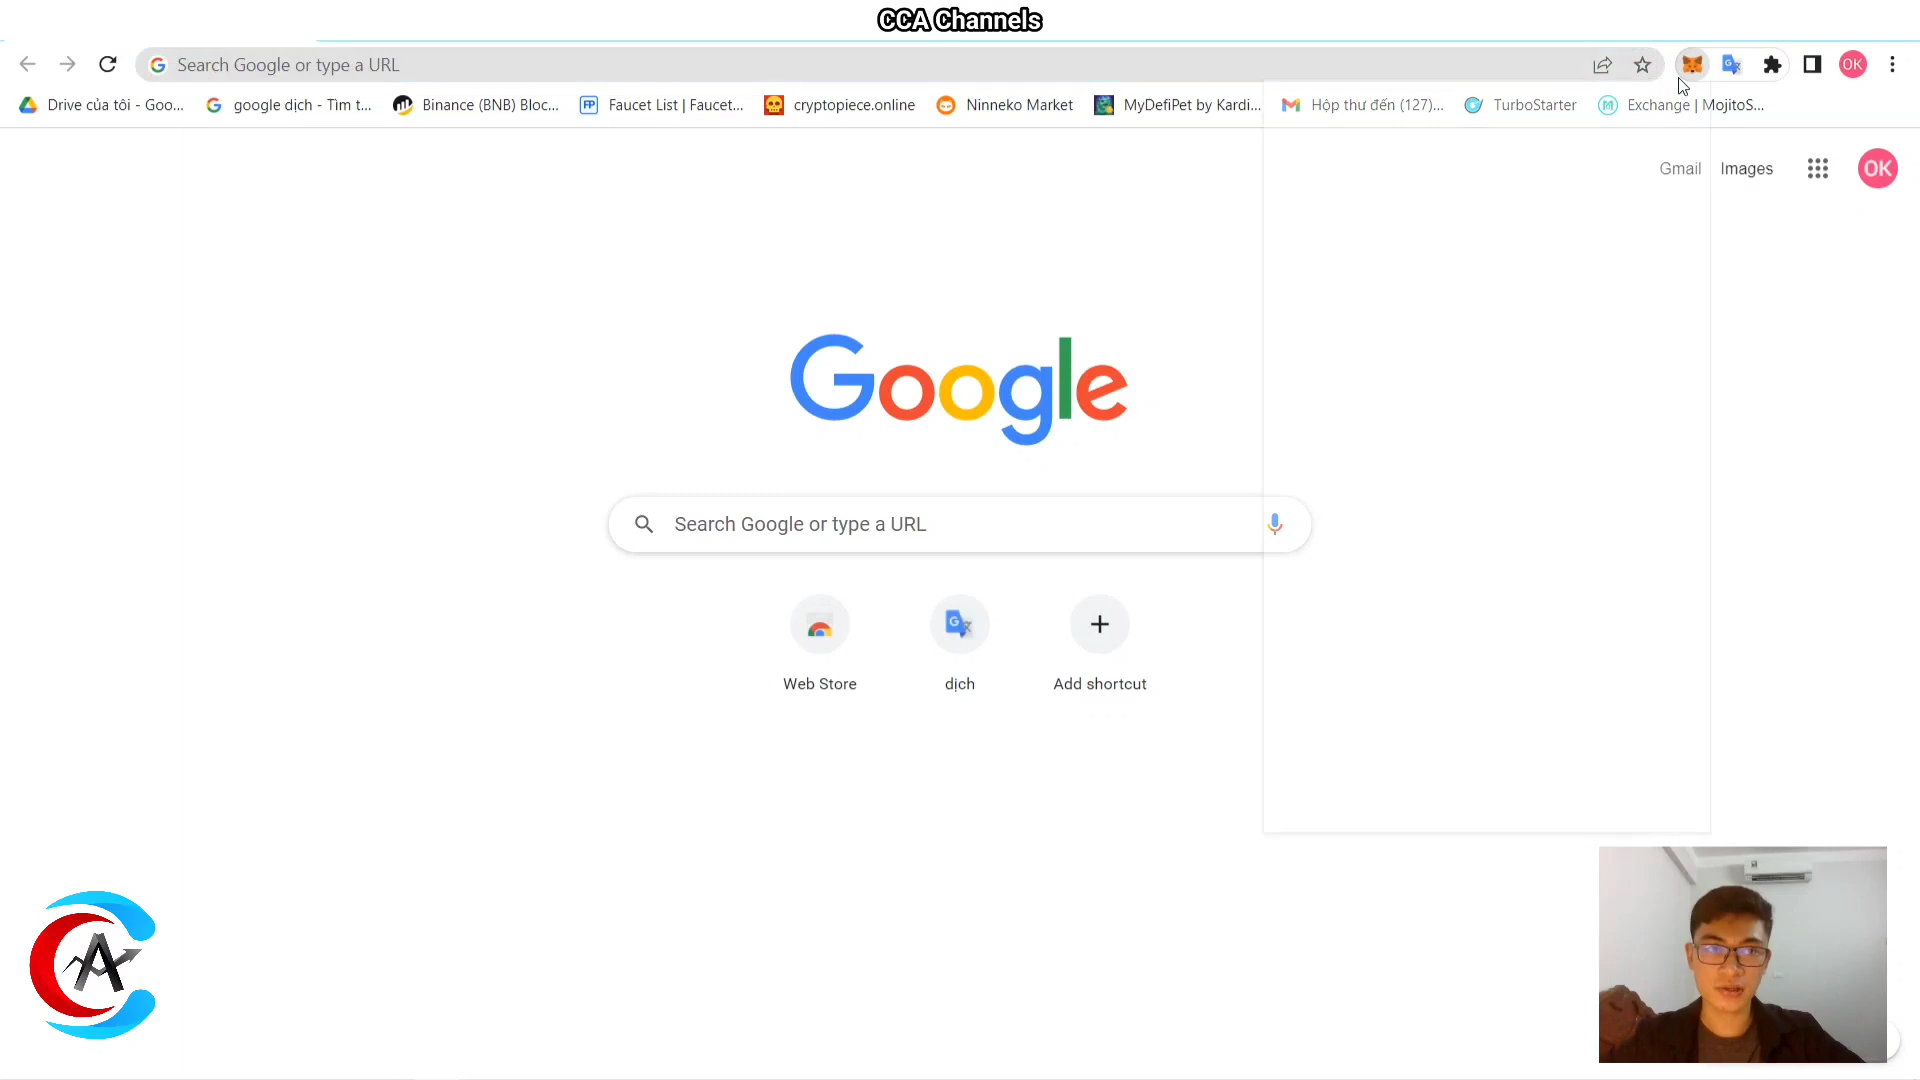 CCA Channels
Search Google or type a URL
OK
Drive của tôi - Goo...
google dịch - Tìm t...
Binance (BNB) Bloc...
Faucet List | Faucet...
cryptopiece.online
Ninneko Market
MyDefiPet by Kardi...
Hộp thư đến (127)...
TurboStarter
Exchange | MojitoS...
Gmail
Images
OK
Google
Search Google or type a URL
Web Store
dịch
Add shortcut
CCA